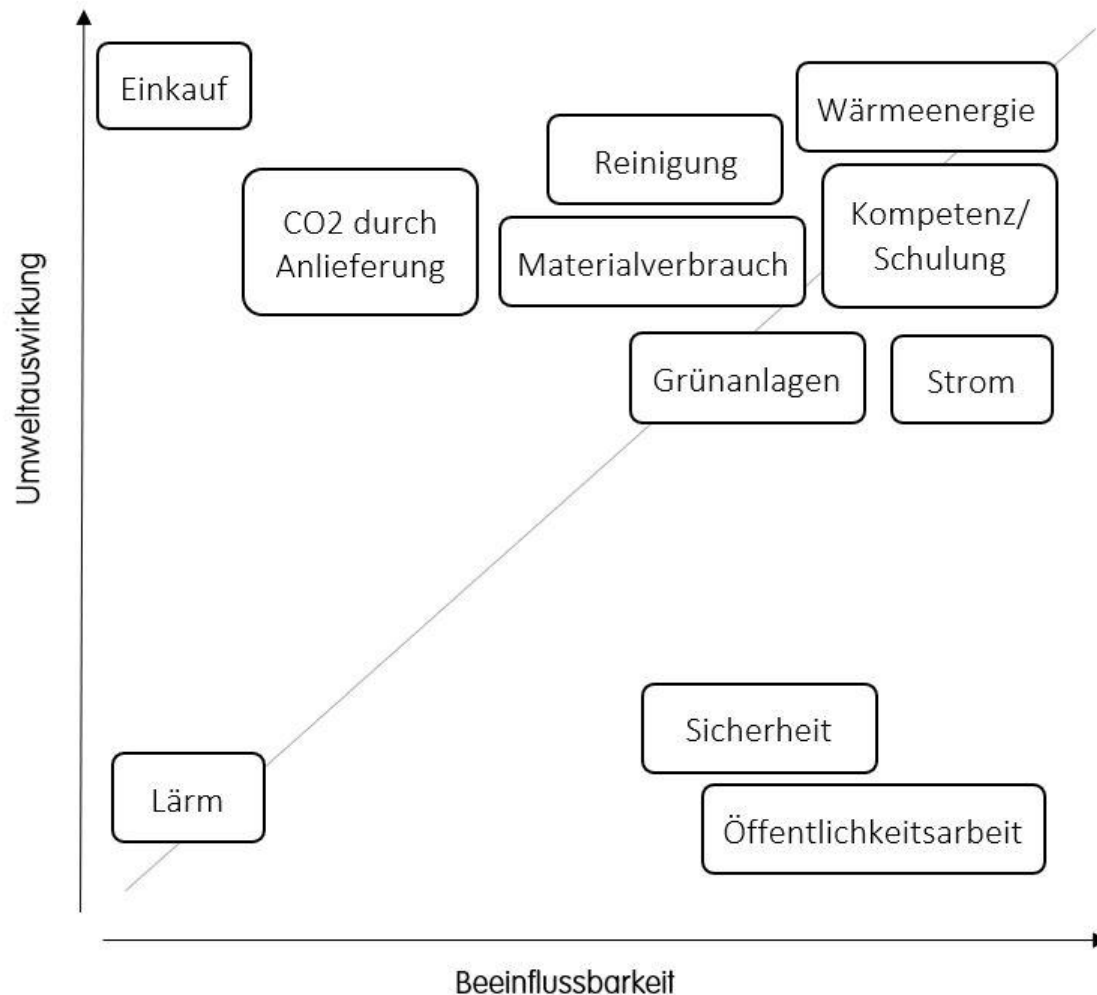 Einkauf
Wärmeenergie
Reinigung
CO2 durch
Anlieferung
Kompetenz/
Schulung
Materialverbrauch
Grünanlagen
Strom
Umweltauswirkung
Sicherheit
Lärm
Öffentlichkeitsarbeit
Beeinflussbarkeit